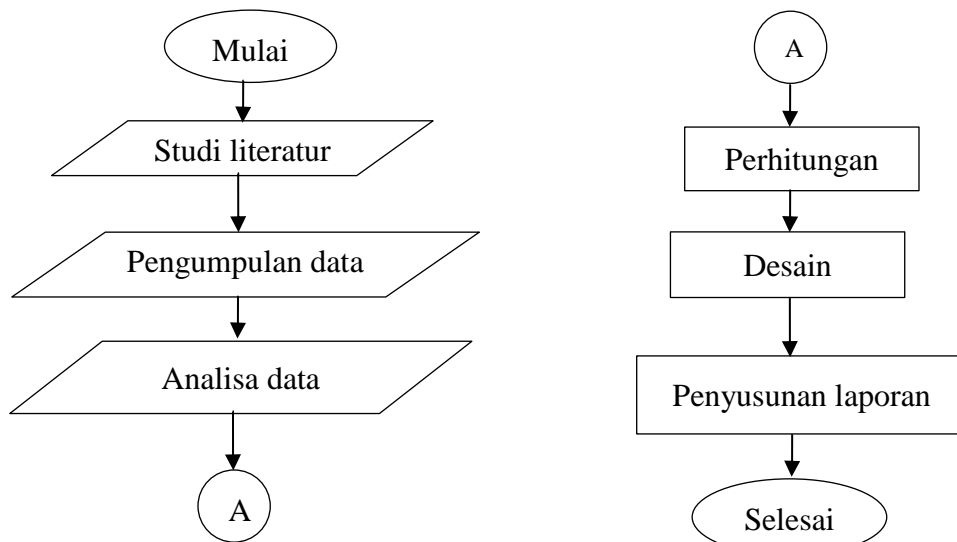 Mulai
Studi literatur
Pengumpulan data
Analisa data
A
A
Perhitungan
Desain
Penyusunan laporan
Selesai